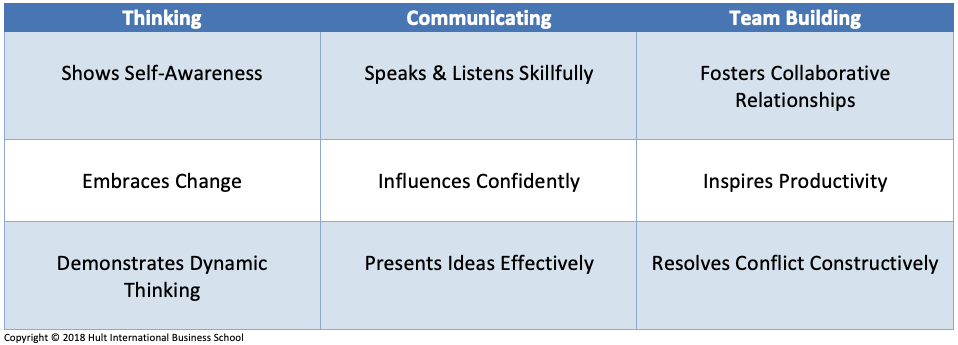 Thinking
Communicating
Team Building
Shows Self-Awareness
Speaks & Listens Skillfully
Fosters Collaborative
Relationships
Embraces Change
Influences Confidently
Inspires Productivity
Demonstrates Dynamic
Thinking
Presents Ideas Effectively
Resolves Conflict Constructively
Copyright © 2018 Hult International Business School